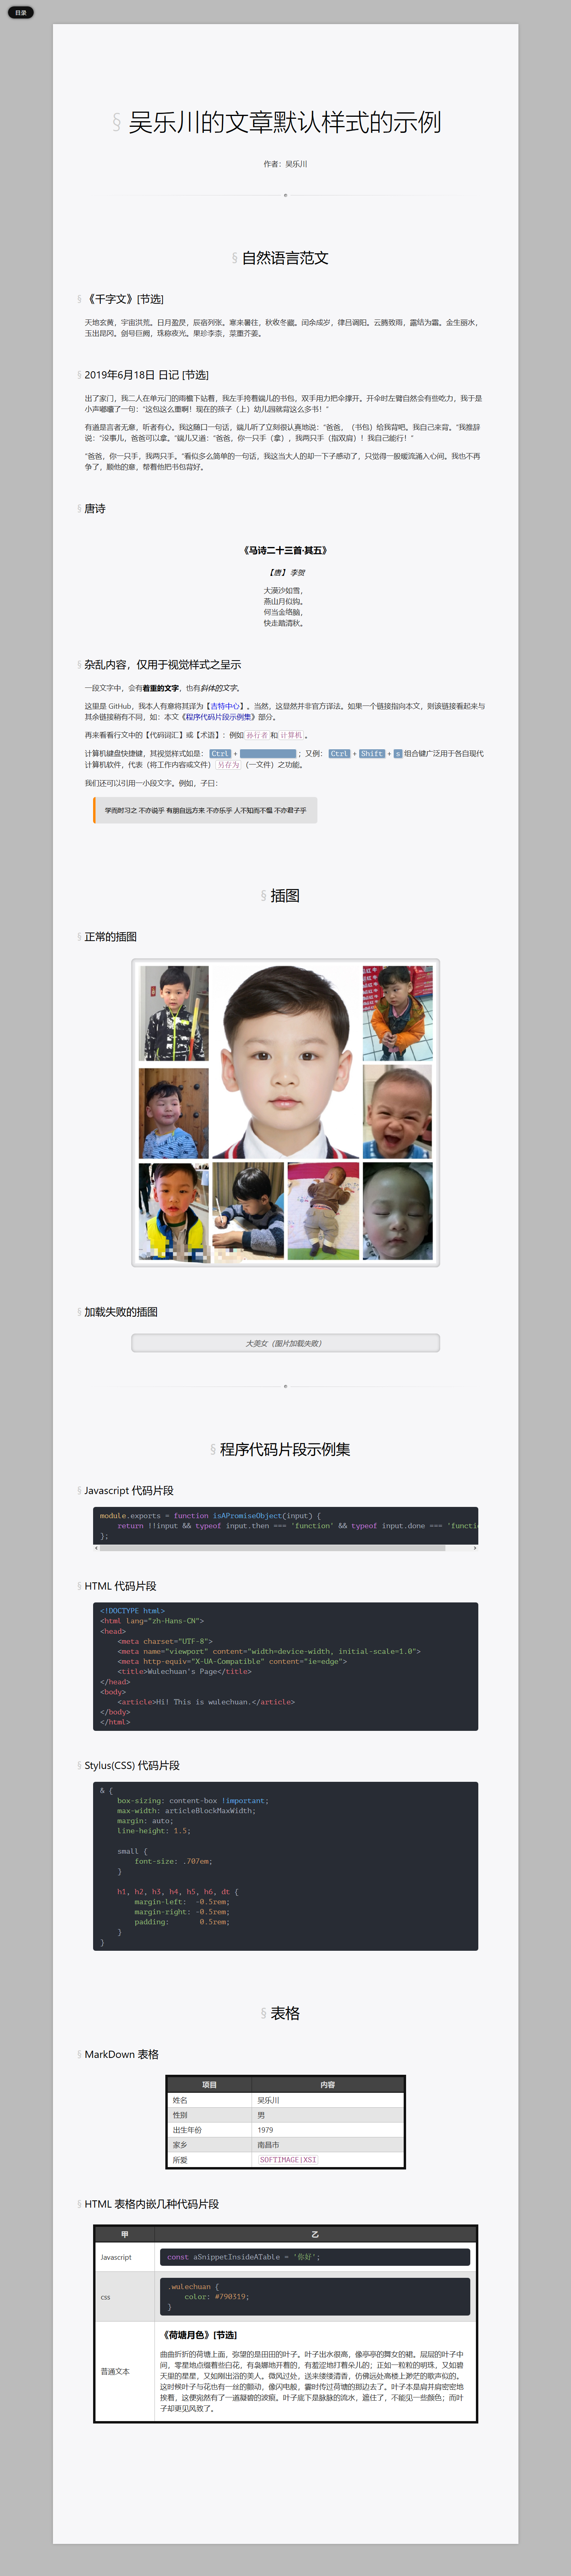 目录
§ 吴乐川的文章默认样式的示例
作者：吴乐川
§ 自然语言范文
§ 《千字文》[节选]
天地玄黄，宇宙洪荒。日月盈昃，辰宿列张。寒来暑往，秋收冬藏。闰余成岁，律吕调阳。云腾致雨，露结为霜。金生丽水，
玉出昆冈。剑号巨阙，珠称夜光。果珍李柰，菜重芥姜。
§ 2019年6月18日 日记 [节选]
出了家门，我二人在单元门的雨檐下站着，我左手挎着端儿的书包，双手用力把伞撑开。开伞时左臂自然会有些吃力，我于是
小声嘟囔了一句：“这包这么重啊！现在的孩子（上）幼儿园就背这么多书！”
有道是言者无意，听者有心。我这随口一句话，端儿听了立刻很认真地说：“爸爸，（书包）给我背吧。我自己来背。”我推辞
说：“没事儿，爸爸可以拿。”端儿又道：“爸爸，你一只手（拿），我两只手（指双肩）！我自己能行！”
“爸爸，你一只手，我两只手。”看似多么简单的一句话，我这当大人的却一下子感动了，只觉得一股暖流涌入心间。我也不再
争了，顺他的意，帮着他把书包背好。
§ 唐诗
《马诗二十三首·其五》
【唐】 李贺
大漠沙如雪，
燕山月似钩。
何当金络脑，
快走踏清秋。
§ 杂乱内容，仅用于视觉样式之呈示
一段文字中，会有着重的文字，也有斜体的文字。
这里是 GitHub，我本人有意将其译为【吉特中心】。当然，这显然并非官方译法。如果一个链接指向本文，则该链接看起来与
其余链接稍有不同，如：本文《程序代码片段示例集》部分。
再来看看行文中的【代码词汇】或【术语】：例如 孙行者 和 计算机 。
计算机键盘快捷键，其视觉样式如是： Ctrl + ；又例： Ctrl + Shift + s 组合键广泛用于各自现代
计算机软件，代表（将工作内容或文件） 另存为 （一文件）之功能。
我们还可以引用一小段文字。例如，子曰：
学而时习之 不亦说乎 有朋自远方来 不亦乐乎 人不知而不愠 不亦君子乎
§ 插图
§ 正常的插图
§ 加载失败的插图
大美女（图片加载失败）
§ 程序代码片段示例集
§ Javascript 代码片段
module.exports = function isAPromiseObject(input) {
    return !!input && typeof input.then === 'function' && typeof input.done === 'functi
};
§ HTML 代码片段
<!DOCTYPE html>
<html lang="zh-Hans-CN">
<head>
    <meta charset="UTF-8">
    <meta name="viewport" content="width=device-width, initial-scale=1.0">
    <meta http-equiv="X-UA-Compatible" content="ie=edge">
    <title>Wulechuan's Page</title>
</head>
<body>
    <article>Hi! This is wulechuan.</article>
</body>
</html>
§ Stylus(CSS) 代码片段
& {
    box-sizing: content-box !important;
    max-width: articleBlockMaxWidth;
    margin: auto;
    line-height: 1.5;
    small {
        font-size: .707em;
    }
    h1, h2, h3, h4, h5, h6, dt {
        margin-left:  -0.5rem;
        margin-right: -0.5rem;
        padding:       0.5rem;
    }
}
§ 表格
§ MarkDown 表格
项目 内容
姓名 吴乐川
性别 男
出生年份 1979
家乡 南昌市
所爱 SOFTIMAGE|XSI
§ HTML 表格内嵌几种代码片段
甲 乙
Javascript const aSnippetInsideATable = '你好';
css
.wulechuan {
    color: #790319;
}
普通文本
《荷塘月色》[节选]
曲曲折折的荷塘上面，弥望的是田田的叶子。叶子出水很高，像亭亭的舞女的裙。层层的叶子中
间，零星地点缀着些白花，有袅娜地开着的，有羞涩地打着朵儿的；正如一粒粒的明珠，又如碧
天里的星星，又如刚出浴的美人。微风过处，送来缕缕清香，仿佛远处高楼上渺茫的歌声似的。
这时候叶子与花也有一丝的颤动，像闪电般，霎时传过荷塘的那边去了。叶子本是肩并肩密密地
挨着，这便宛然有了一道凝碧的波痕。叶子底下是脉脉的流水，遮住了，不能见一些颜色；而叶
子却更见风致了。